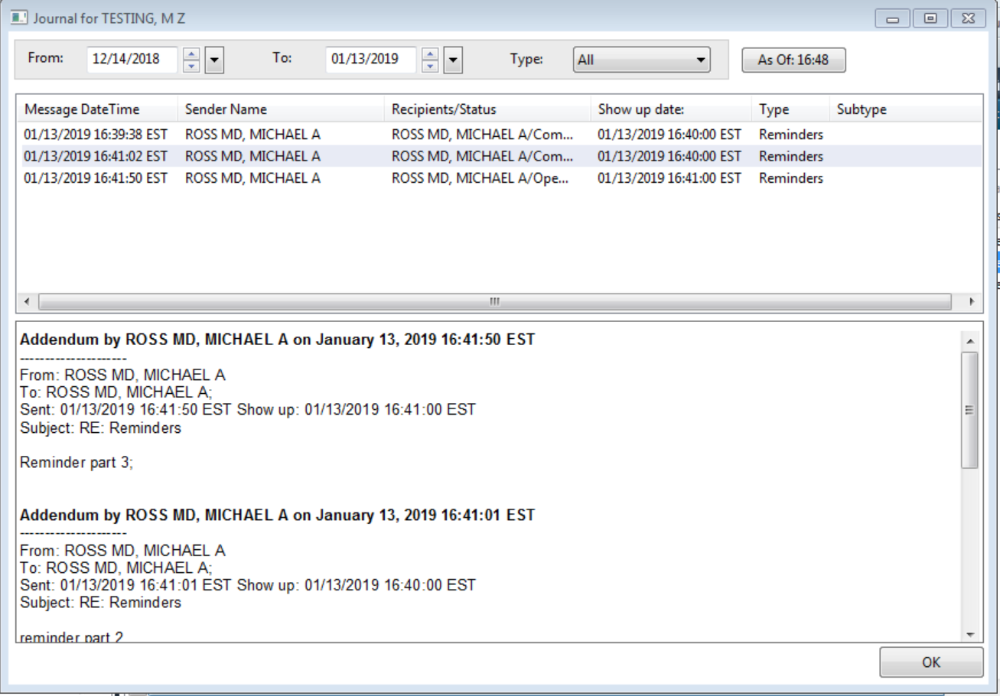 Journal for TESTING, M Z
From: 12/14/2018 To: 01/13/2019 Type: All As Of: 16:48
Message DateTime Sender Name Recipients/Status Show up date: Type Subtype
01/13/2019 16:39:38 EST ROSS MD, MICHAEL A ROSS MD, MICHAEL A/Com... 01/13/2019 16:40:00 EST Reminders
01/13/2019 16:41:02 EST ROSS MD, MICHAEL A ROSS MD, MICHAEL A/Com... 01/13/2019 16:40:00 EST Reminders
01/13/2019 16:41:50 EST ROSS MD, MICHAEL A ROSS MD, MICHAEL A/Ope... 01/13/2019 16:41:00 EST Reminders
Addendum by ROSS MD, MICHAEL A on January 13, 2019 16:41:50 EST
---------------------
From: ROSS MD, MICHAEL A
To: ROSS MD, MICHAEL A;
Sent: 01/13/2019 16:41:50 EST Show up: 01/13/2019 16:41:00 EST
Subject: RE: Reminders
Reminder part 3;
Addendum by ROSS MD, MICHAEL A on January 13, 2019 16:41:01 EST
---------------------
From: ROSS MD, MICHAEL A
To: ROSS MD, MICHAEL A;
Sent: 01/13/2019 16:41:01 EST Show up: 01/13/2019 16:40:00 EST
Subject: RE: Reminders
reminder part 2
OK